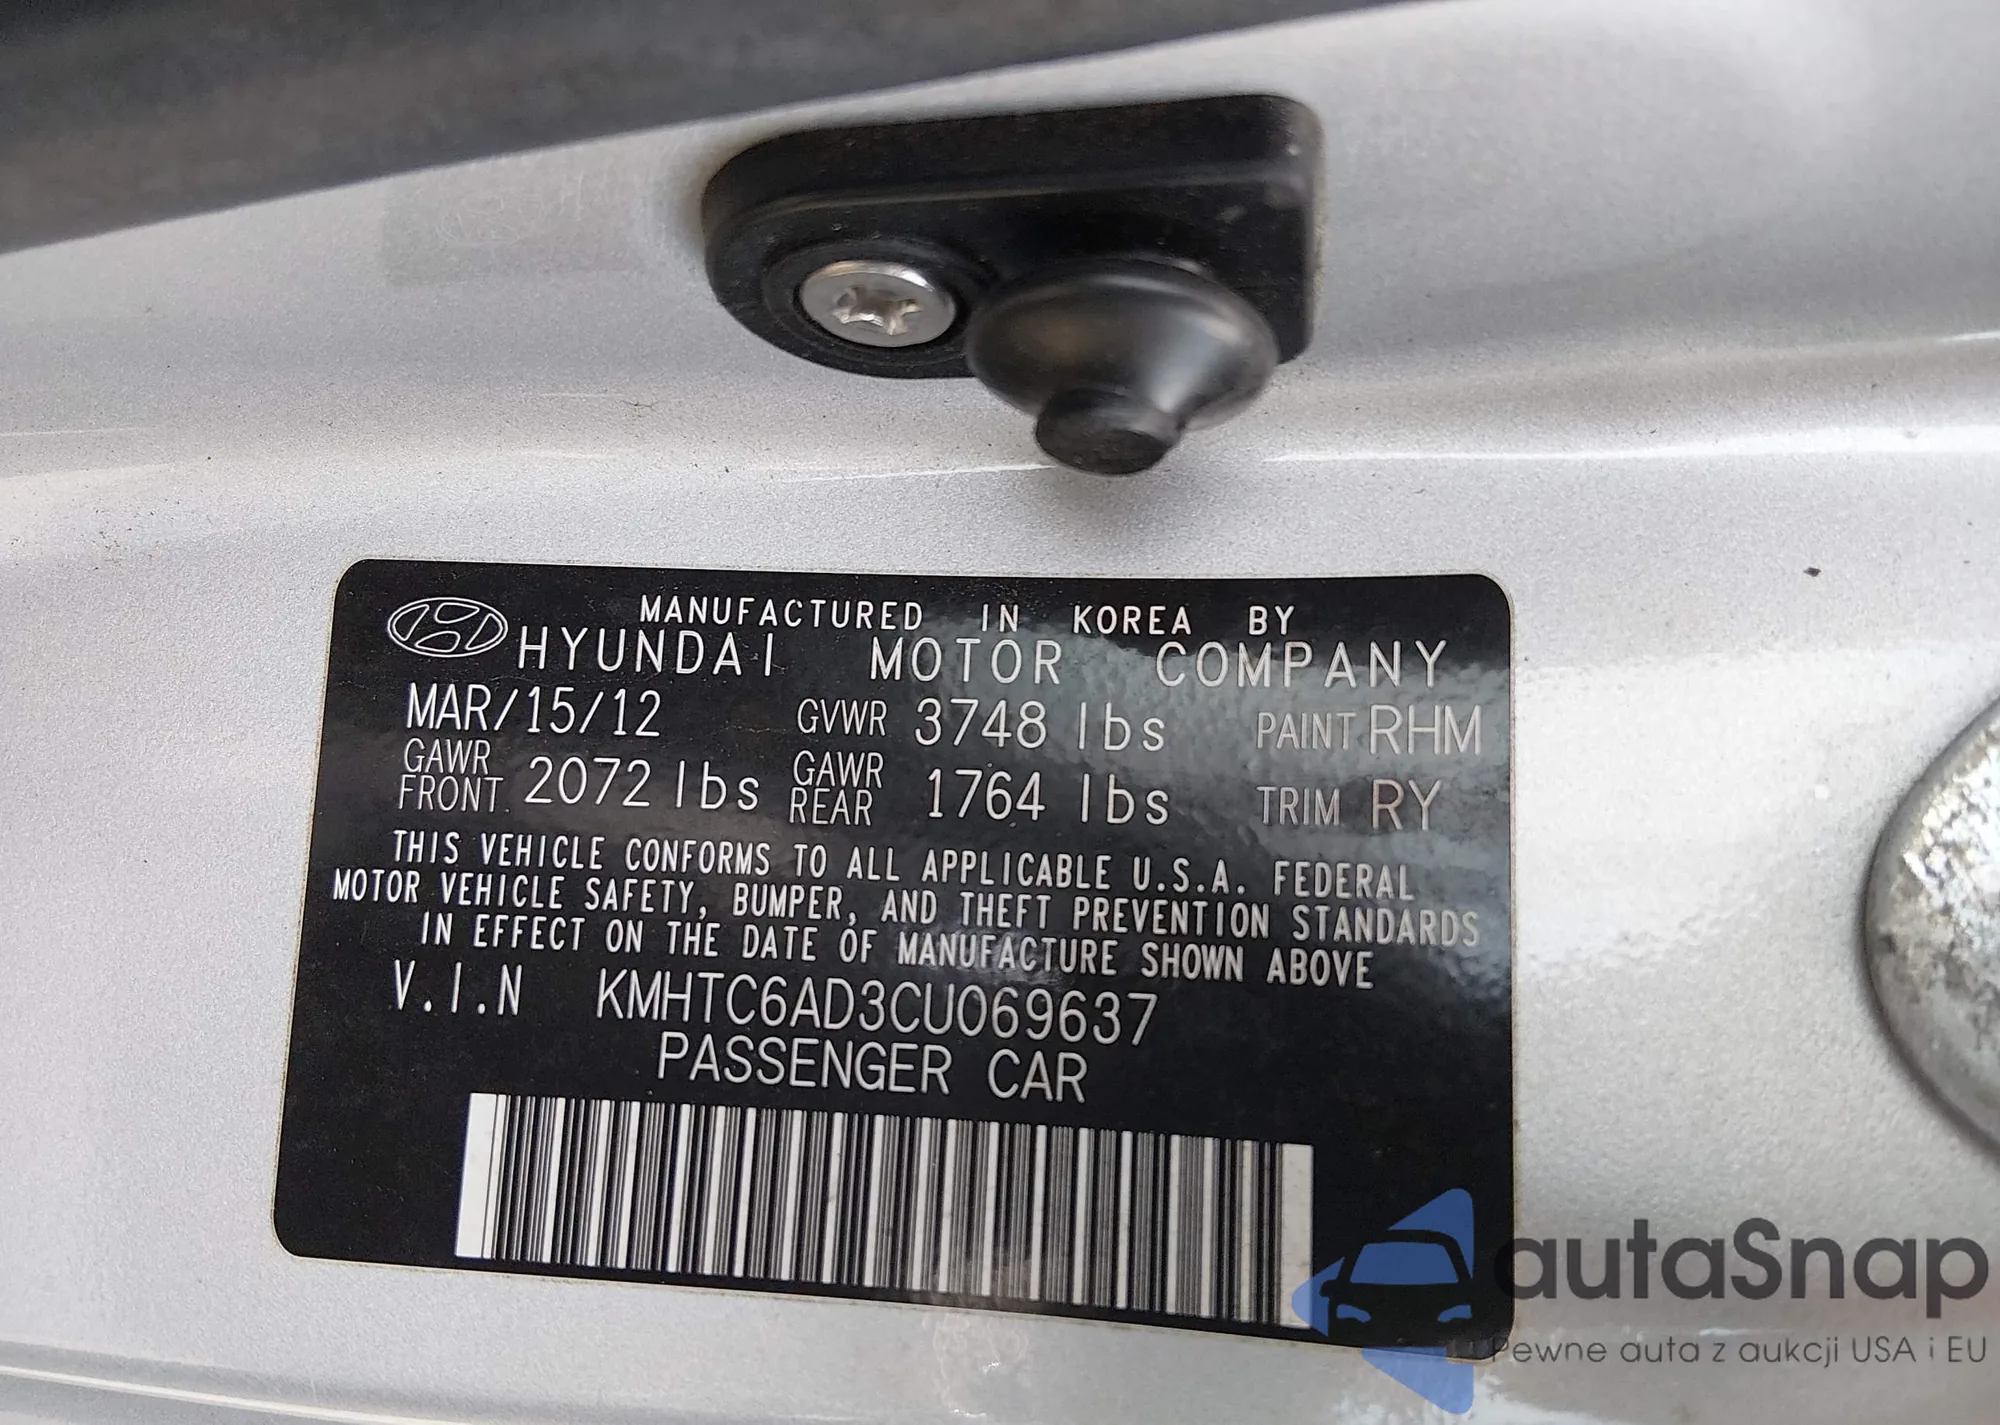 MANUFACTURED IN KOREA BY
HYUNDAI MOTOR COMPANY
MAR/15/12 GVWR 3748 lbs PAINT RHM
GAWR FRONT 2072 lbs GAWR REAR 1764 lbs TRIM RY
THIS VEHICLE CONFORMS TO ALL APPLICABLE U.S.A. FEDERAL
MOTOR VEHICLE SAFETY, BUMPER, AND THEFT PREVENTION STANDARDS
IN EFFECT ON THE DATE OF MANUFACTURE SHOWN ABOVE
V.I.N KMHTC6AD3CU069637
PASSENGER CAR
autaSnap
Pewne auta z aukcji USA i EU